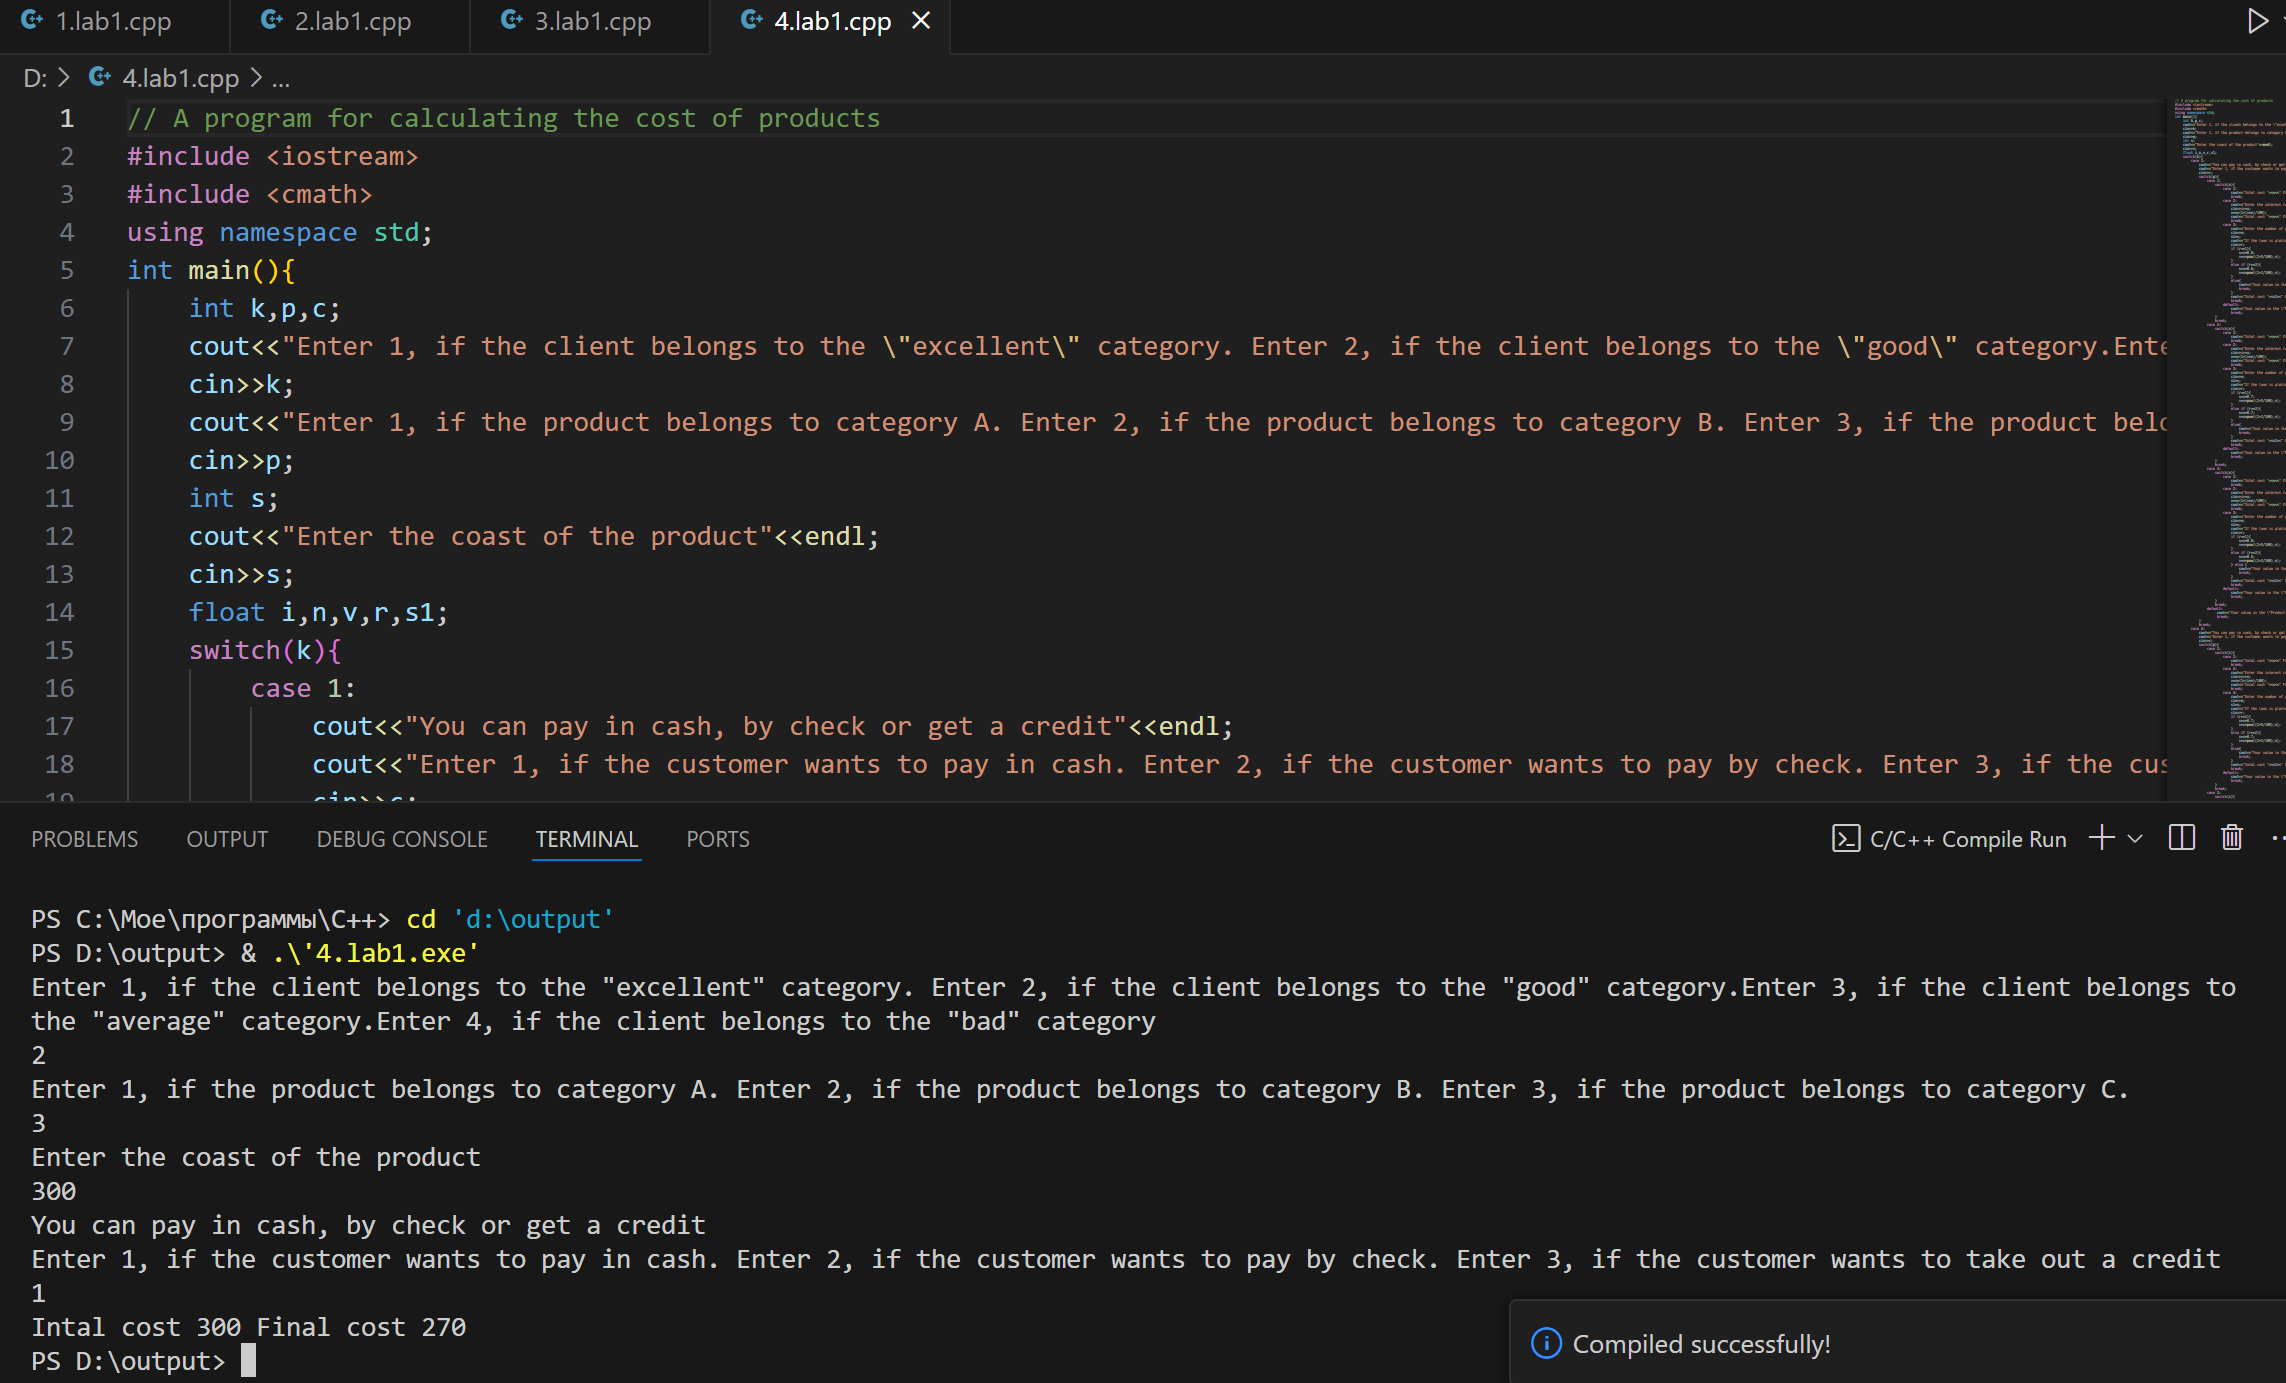 1.lab1.cpp 2.lab1.cpp 3.lab1.cpp 4.lab1.cpp
D: > 4.lab1.cpp > ...
1 // A program for calculating the cost of products
2 #include <iostream>
3 #include <cmath>
4 using namespace std;
5 int main(){
6 int k,p,c;
7 cout<<"Enter 1, if the client belongs to the \"excellent\" category. Enter 2, if the client belongs to the \"good\" category.Ente
8 cin>>k;
9 cout<<"Enter 1, if the product belongs to category A. Enter 2, if the product belongs to category B. Enter 3, if the product belo
10 cin>>p;
11 int s;
12 cout<<"Enter the coast of the product"<<endl;
13 cin>>s;
14 float i,n,v,r,s1;
15 switch(k){
16 case 1:
17 cout<<"You can pay in cash, by check or get a credit"<<endl;
18 cout<<"Enter 1, if the customer wants to pay in cash. Enter 2, if the customer wants to pay by check. Enter 3, if the cus
19 cin>>c;
PROBLEMS OUTPUT DEBUG CONSOLE TERMINAL PORTS C/C++ Compile Run
PS C:\Мое\программы\C++> cd 'd:\output'
PS D:\output> & .\'4.lab1.exe'
Enter 1, if the client belongs to the "excellent" category. Enter 2, if the client belongs to the "good" category.Enter 3, if the client belongs to
the "average" category.Enter 4, if the client belongs to the "bad" category
2
Enter 1, if the product belongs to category A. Enter 2, if the product belongs to category B. Enter 3, if the product belongs to category C.
3
Enter the coast of the product
300
You can pay in cash, by check or get a credit
Enter 1, if the customer wants to pay in cash. Enter 2, if the customer wants to pay by check. Enter 3, if the customer wants to take out a credit
1
Intal cost 300 Final cost 270
PS D:\output>
Compiled successfully!